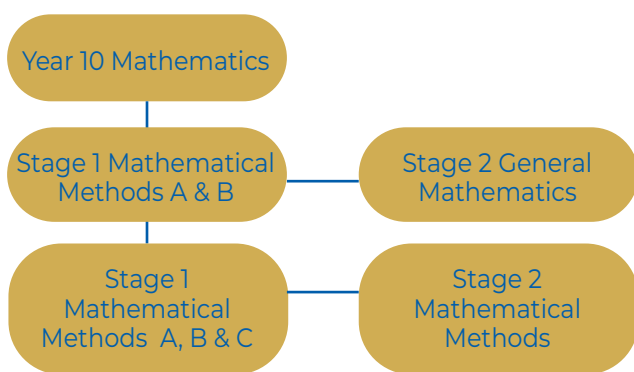 Year 10 Mathematics
Stage 1 Mathematical
Methods A & B
Stage 2 General
Mathematics
Stage 1
Mathematical
Methods A, B & C
Stage 2
Mathematical
Methods